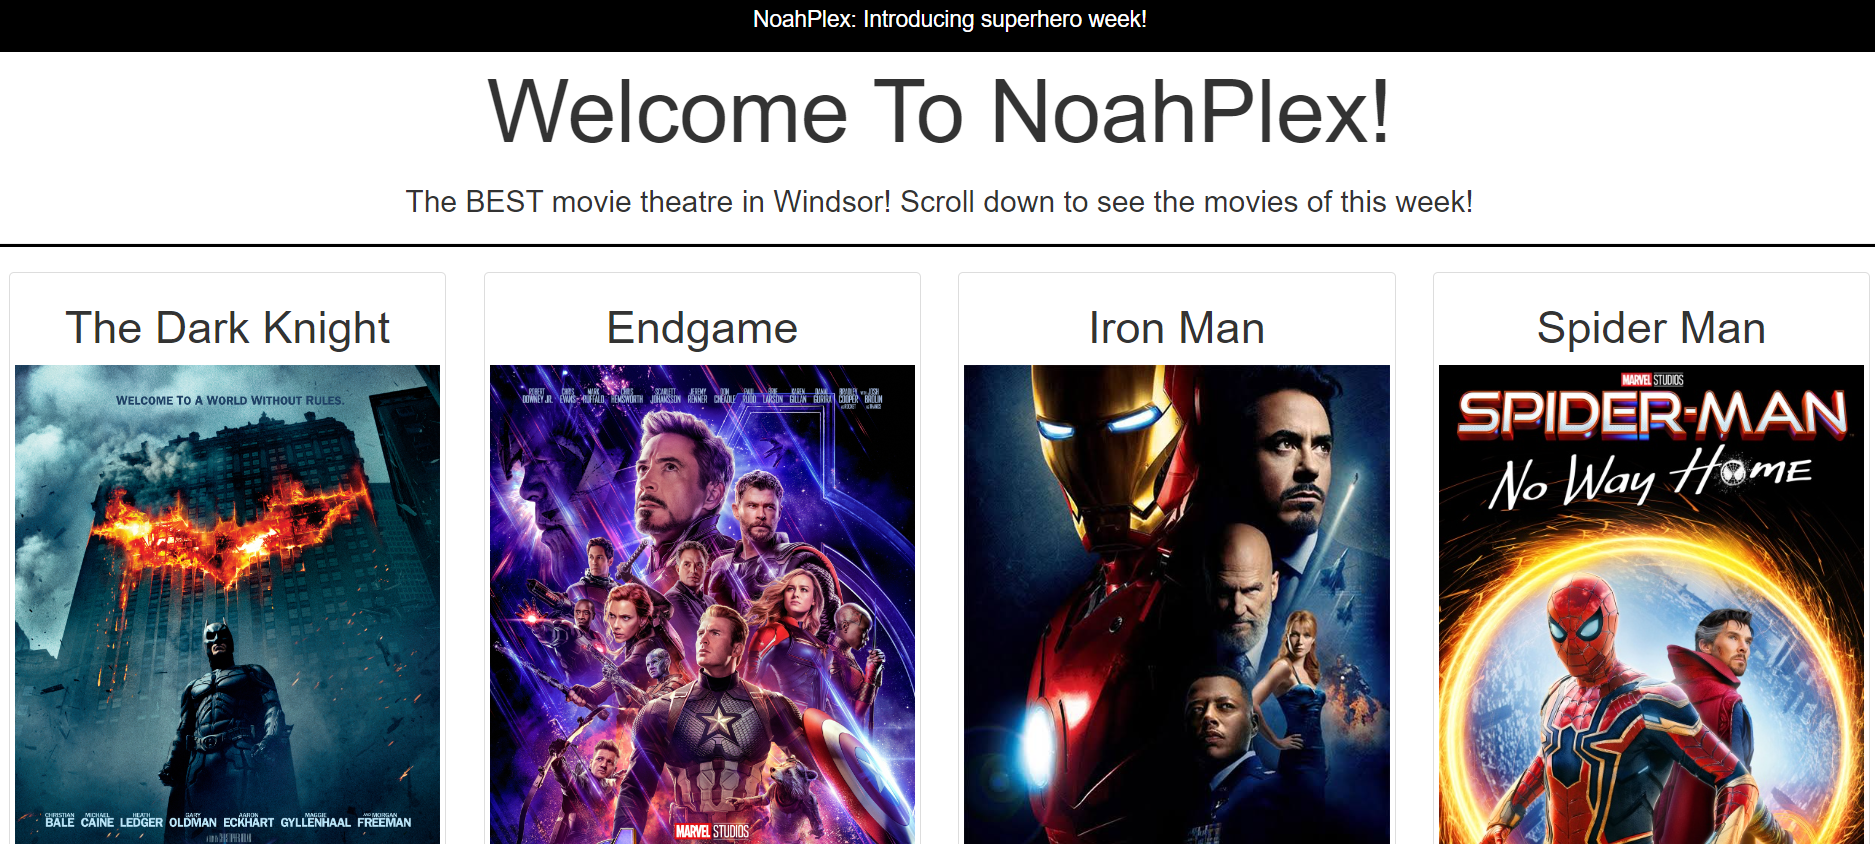 NoahPlex: Introducing superhero week!
Welcome To NoahPlex!
The BEST movie theatre in Windsor! Scroll down to see the movies of this week!
The Dark Knight
WELCOME TO A WORLD WITHOUT RULES.
CHRISTIAN BALE MICHAEL CAINE HEATH LEDGER GARY OLDMAN AARON ECKHART MAGGIE GYLLENHAAL AND MORGAN FREEMAN
Endgame
ROBERT DOWNEY JR. CHRIS EVANS MARK RUFFALO CHRIS HEMSWORTH SCARLETT JOHANSSON JEREMY RENNER DON CHEADLE PAUL RUDD BRIE LARSON KAREN GILLAN DANAI GURIRA BRADLEY COOPER WITH JOSH BROLIN
MARVEL STUDIOS
Iron Man
Spider Man
MARVEL STUDIOS
SPIDER-MAN
No Way Home